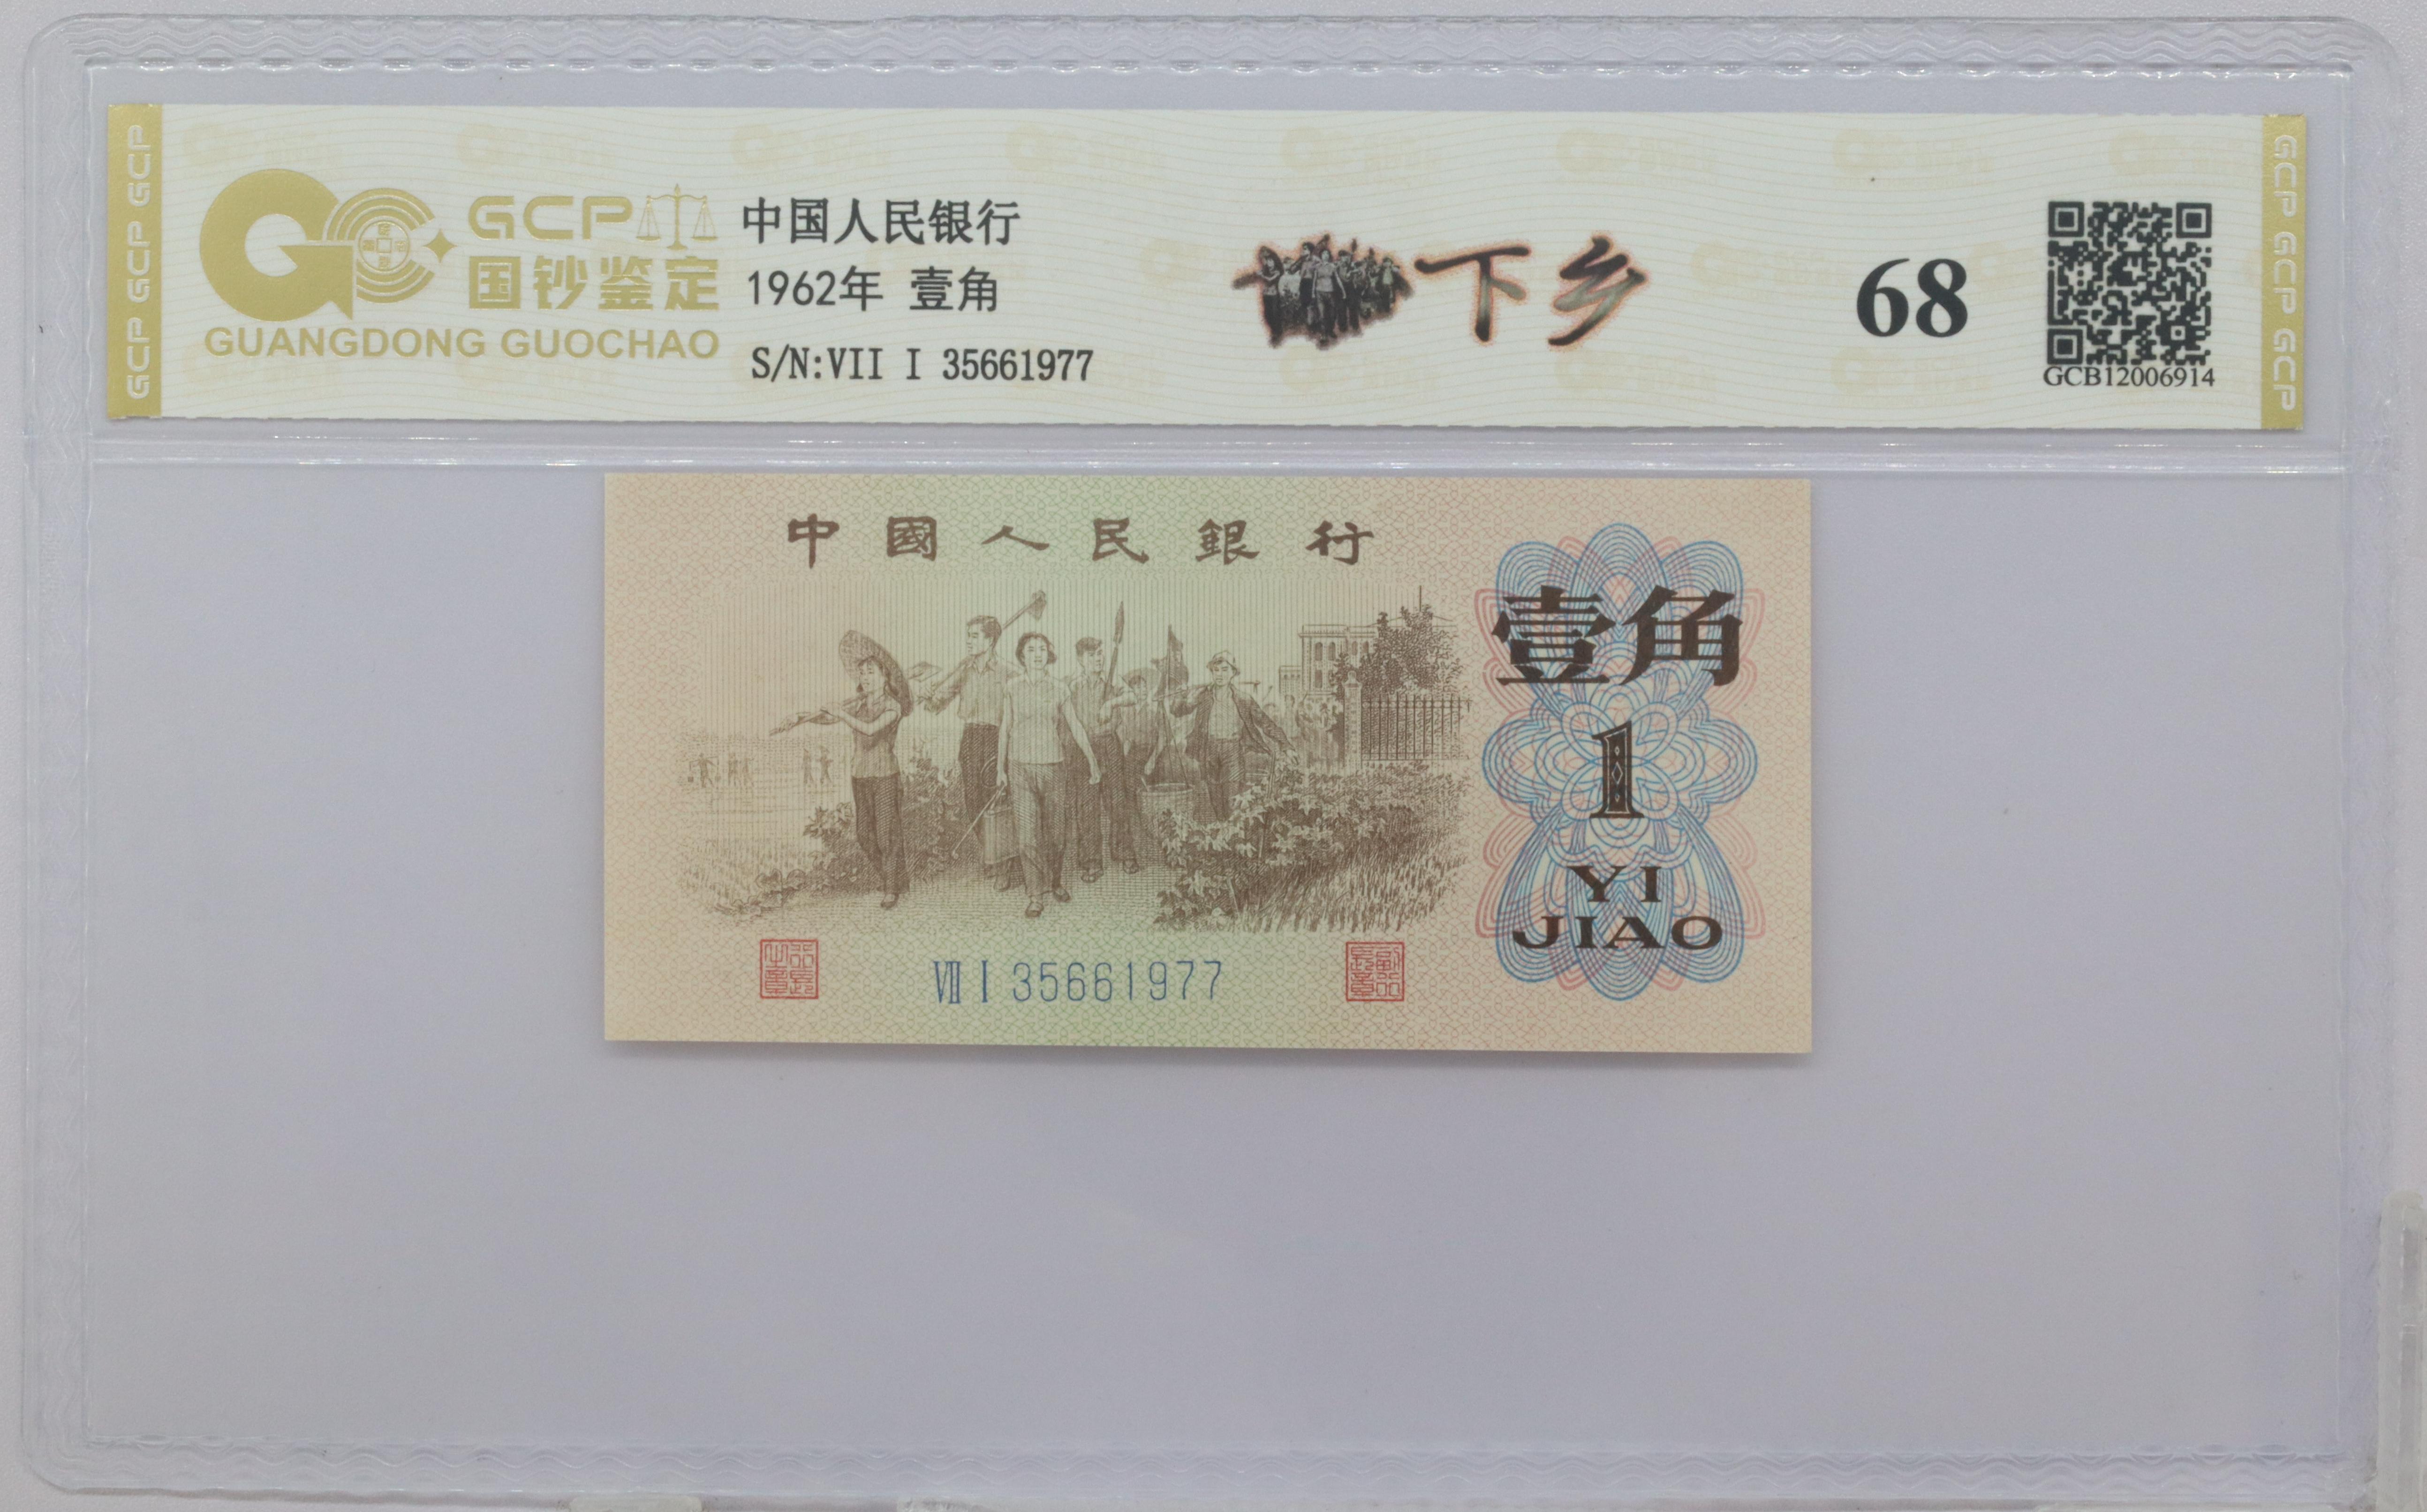 GCP GCP GCP
GCP
国钞鉴定
GUANGDONG GUOCHAO
中国人民银行
1962年 壹角
S/N:VII I 35661977
下乡
68
GCB12006914
GCP GCP GCP
中國人民銀行
壹角
1
YI
JIAO
VII I 35661977